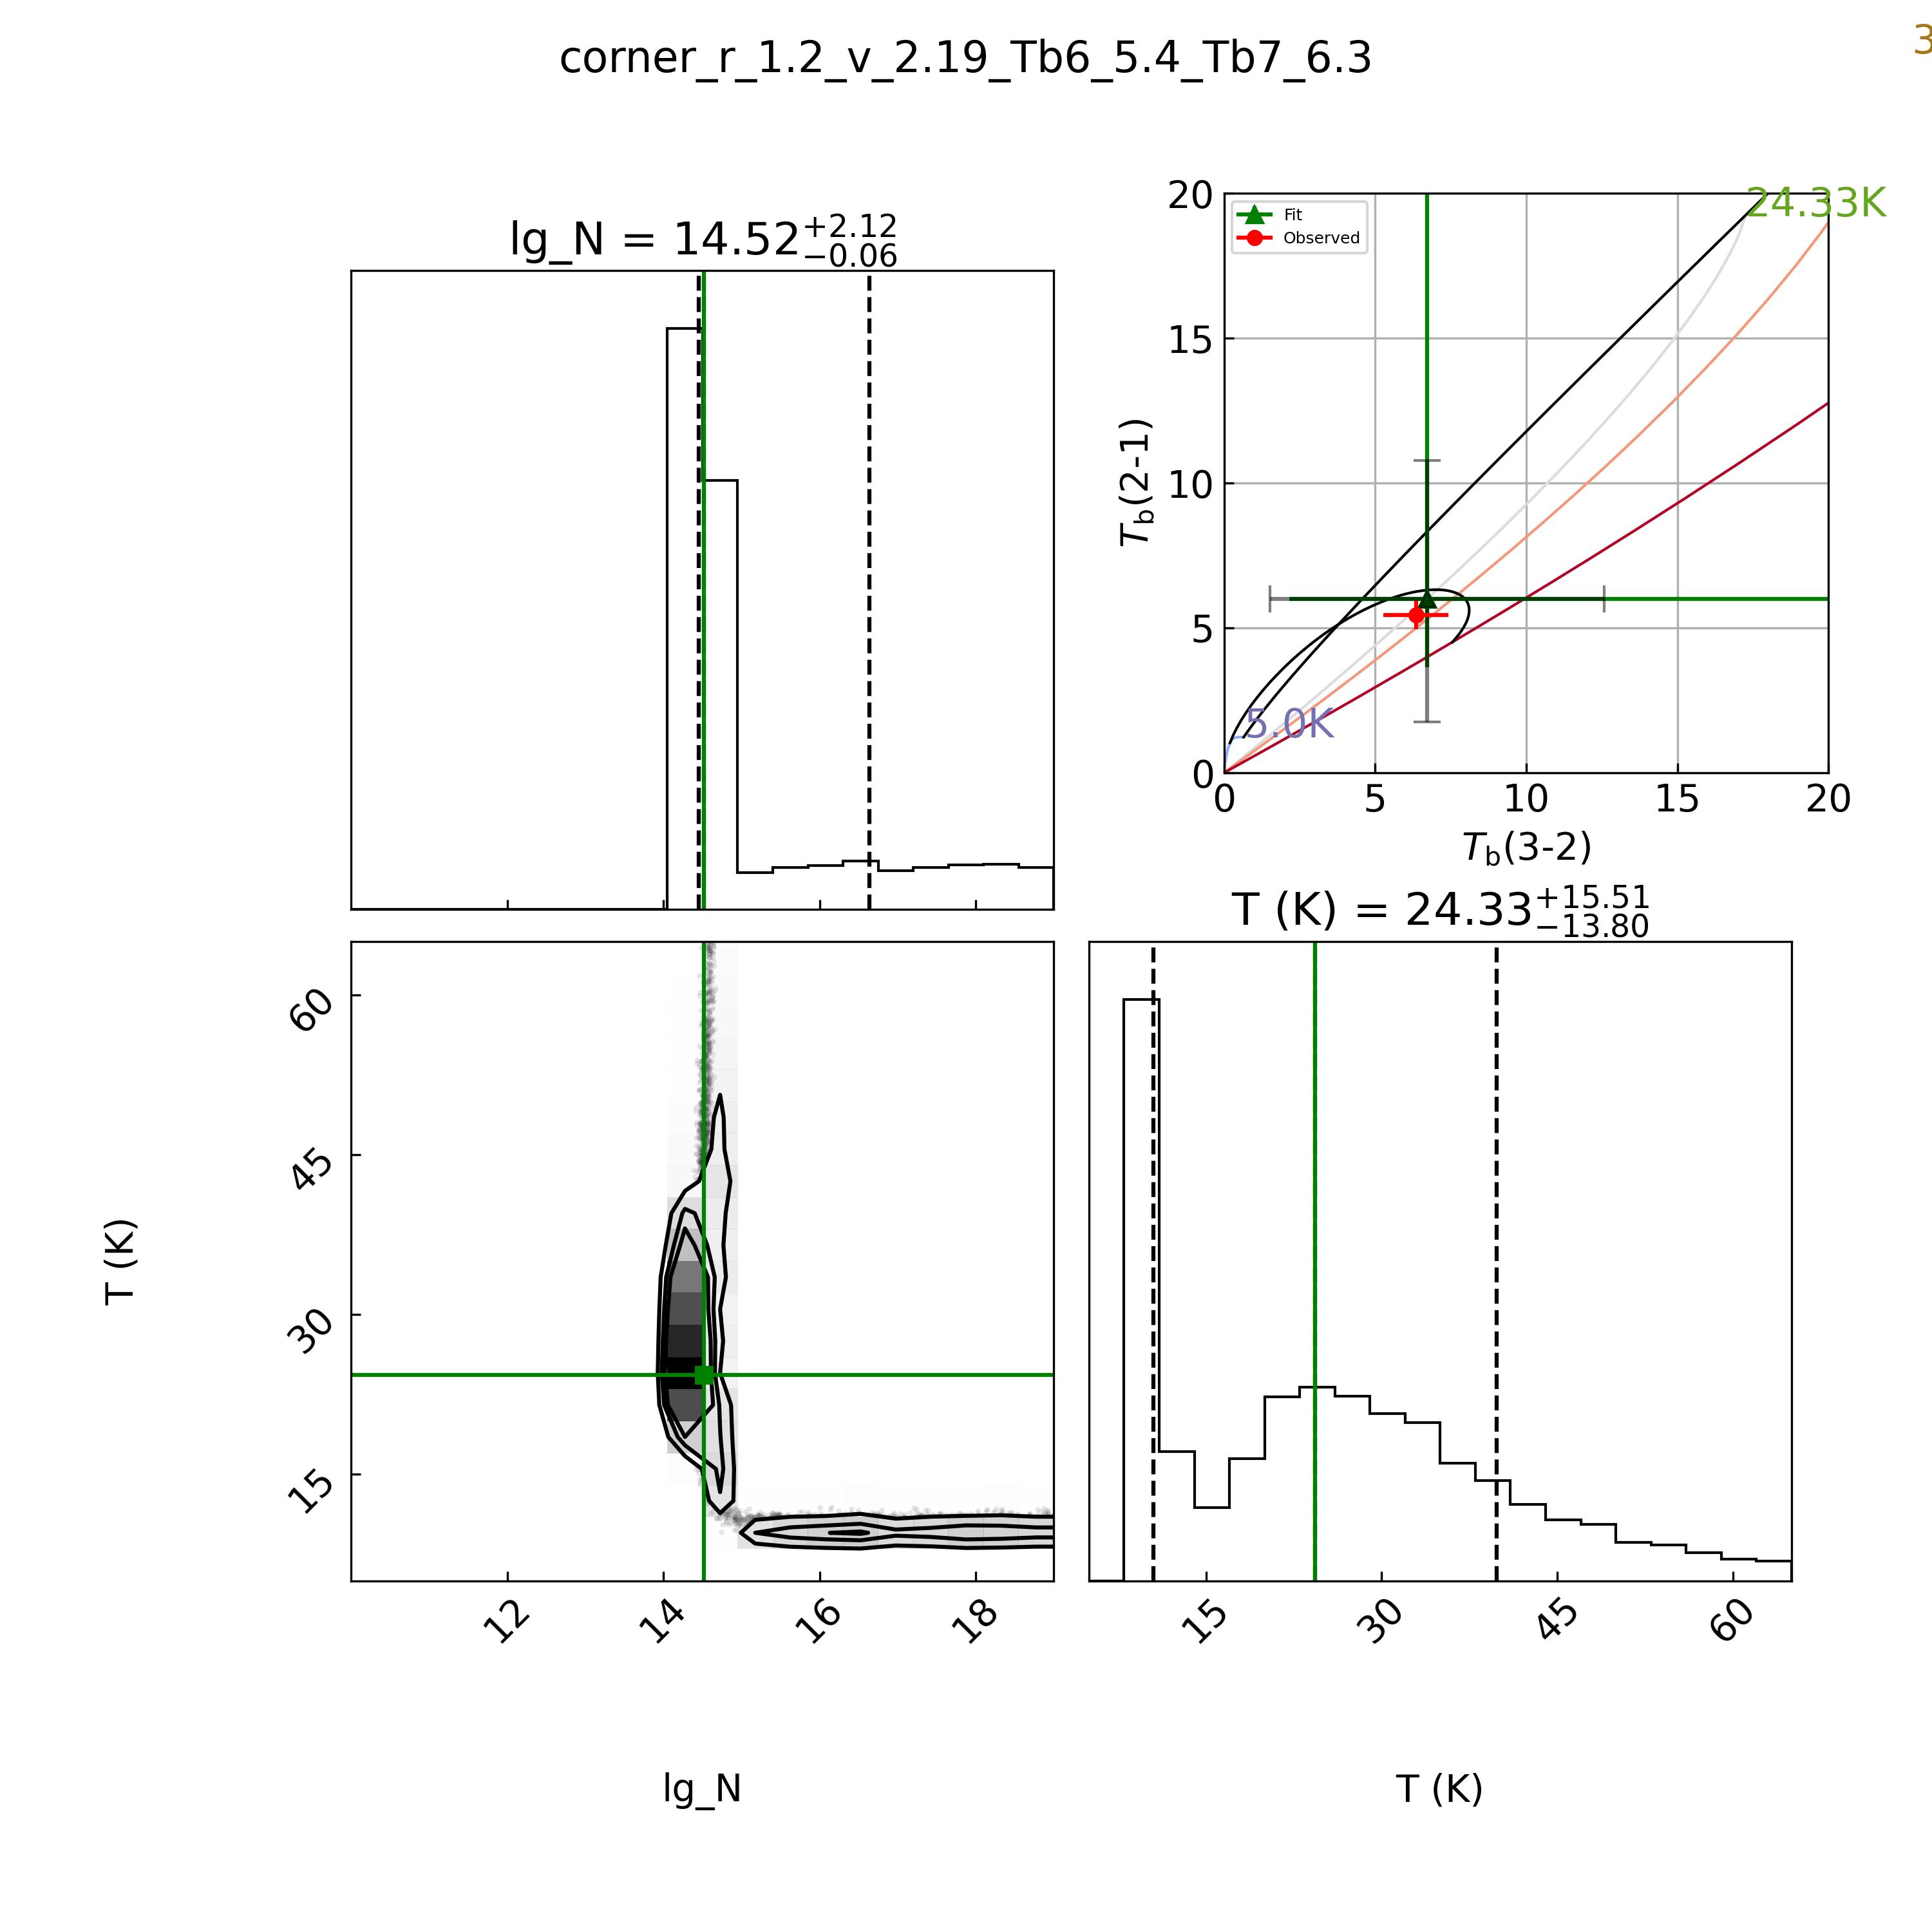 corner_r_1.2_v_2.19_Tb6_5.4_Tb7_6.3
3
lg_N = 14.52+2.12−0.06
24.33K
Fit
Observed
20
15
10
5
0
Tb(2-1)
5.0K
0 5 10 15 20
Tb(3-2)
T (K) = 24.33+15.51−13.80
60
45
30
15
T (K)
12 14 16 18
15 30 45 60
lg_N
T (K)